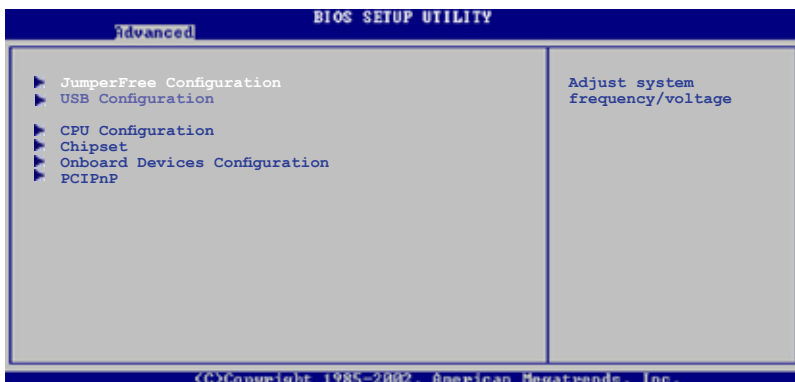 BIOS SETUP UTILITY
Advanced
JumperFree Configuration
USB Configuration
CPU Configuration
Chipset
Onboard Devices Configuration
PCIPnP
Adjust system
frequency/voltage
(C)Copyright 1985-2002, American Megatrends, Inc.